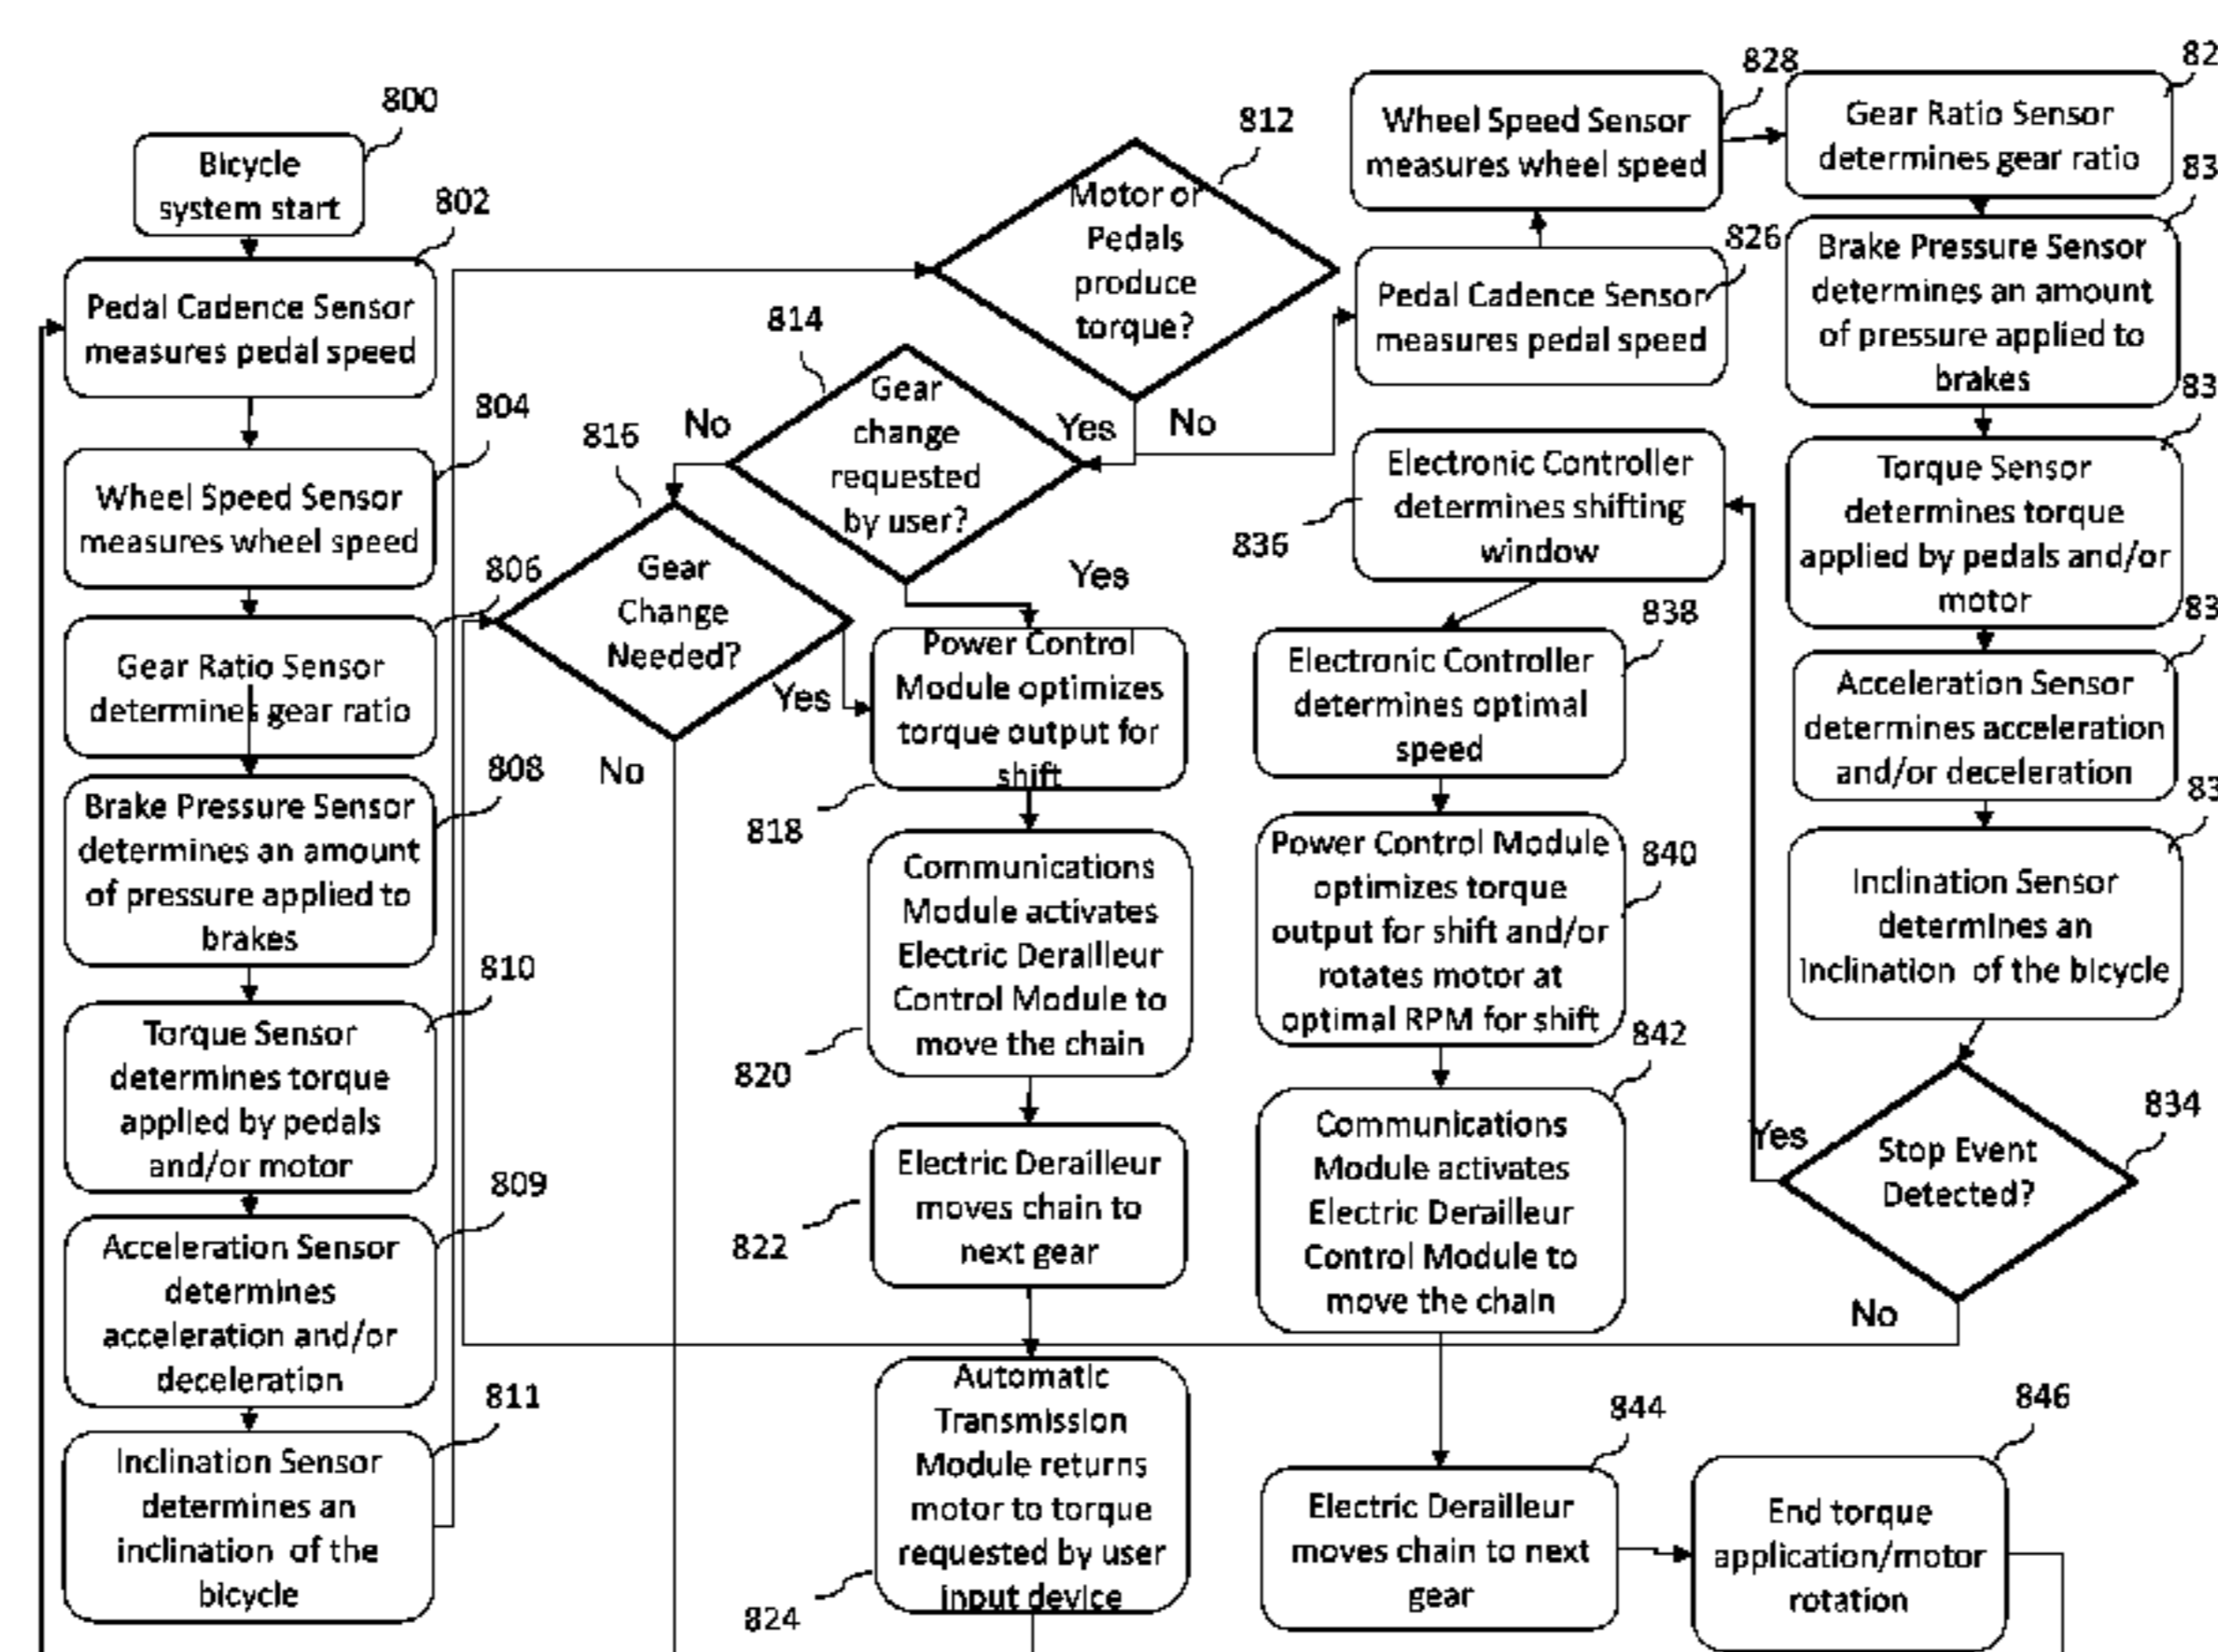 800
Bicycle
system start
802
Pedal Cadence Sensor
measures pedal speed
804
Wheel Speed Sensor
measures wheel speed
806
Gear Ratio Sensor
determines gear ratio
808
Brake Pressure Sensor
determines an amount
of pressure applied to
brakes
810
Torque Sensor
determines torque
applied by pedals
and/or motor
809
Acceleration Sensor
determines
acceleration and/or
deceleration
811
Inclination Sensor
determines an
inclination of the
bicycle
812
Motor or
Pedals
produce
torque?
Yes
No
814
Gear
change
requested
by user?
No
Yes
816
Gear
Change
Needed?
Yes
No
Power Control
Module optimizes
torque output for
shift
818
Communications
Module activates
Electric Derailleur
Control Module to
move the chain
820
Electric Derailleur
moves chain to
next gear
822
Automatic
Transmission
Module returns
motor to torque
requested by user
input device
824
826
Pedal Cadence Sensor
measures pedal speed
828
Wheel Speed Sensor
measures wheel speed
82
Gear Ratio Sensor
determines gear ratio
83
Brake Pressure Sensor
determines an amount
of pressure applied to
brakes
83
Torque Sensor
determines torque
applied by pedals and/or
motor
83
Acceleration Sensor
determines acceleration
and/or deceleration
83
Inclination Sensor
determines an
inclination of the bicycle
834
Stop Event
Detected?
Yes
No
Electronic Controller
determines shifting
window
836
838
Electronic Controller
determines optimal
speed
840
Power Control Module
optimizes torque
output for shift and/or
rotates motor at
optimal RPM for shift
842
Communications
Module activates
Electric Derailleur
Control Module to
move the chain
844
Electric Derailleur
moves chain to next
gear
846
End torque
application/motor
rotation